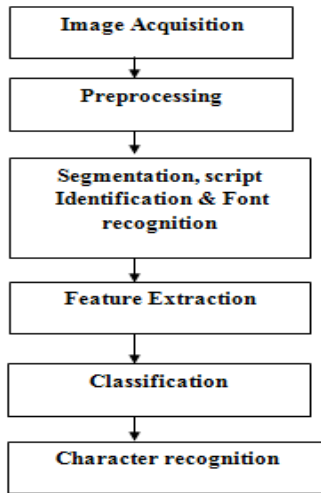 Image Acquisition
Preprocessing
Segmentation, script
Identification & Font
recognition
Feature Extraction
Classification
Character recognition